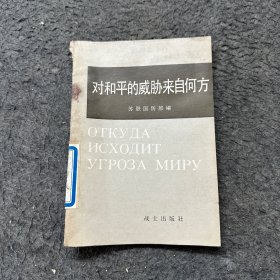 对和平的威胁来自何方
苏联国防部编
ОТКУДА
ИСХОДИТ
УГРОЗА МИРУ
战士出版社